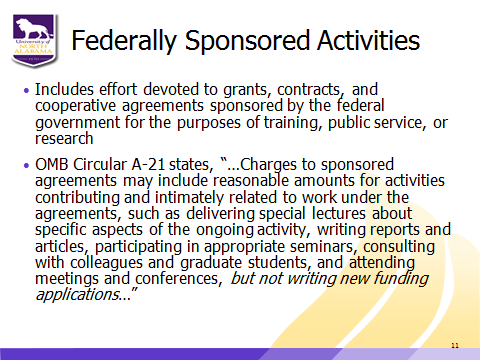 University of
NORTH
ALABAMA
Federally Sponsored Activities
• Includes effort devoted to grants, contracts, and
cooperative agreements sponsored by the federal
government for the purposes of training, public service, or
research
• OMB Circular A-21 states, “…Charges to sponsored
agreements may include reasonable amounts for activities
contributing and intimately related to work under the
agreements, such as delivering special lectures about
specific aspects of the ongoing activity, writing reports and
articles, participating in appropriate seminars, consulting
with colleagues and graduate students, and attending
meetings and conferences, but not writing new funding
applications…”
11